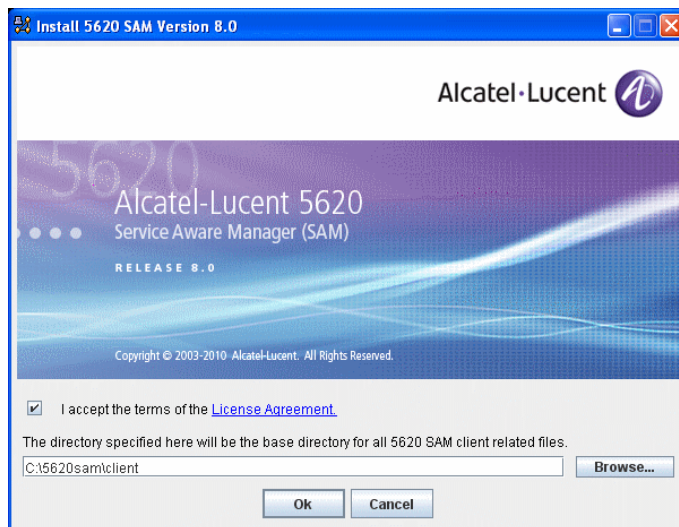 Install 5620 SAM Version 8.0
Alcatel·Lucent
5620
Alcatel-Lucent 5620
Service Aware Manager (SAM)
RELEASE 8.0
Copyright © 2003-2010 Alcatel-Lucent. All Rights Reserved.
I accept the terms of the License Agreement.
The directory specified here will be the base directory for all 5620 SAM client related files.
C:\5620sam\client
Browse...
Ok
Cancel